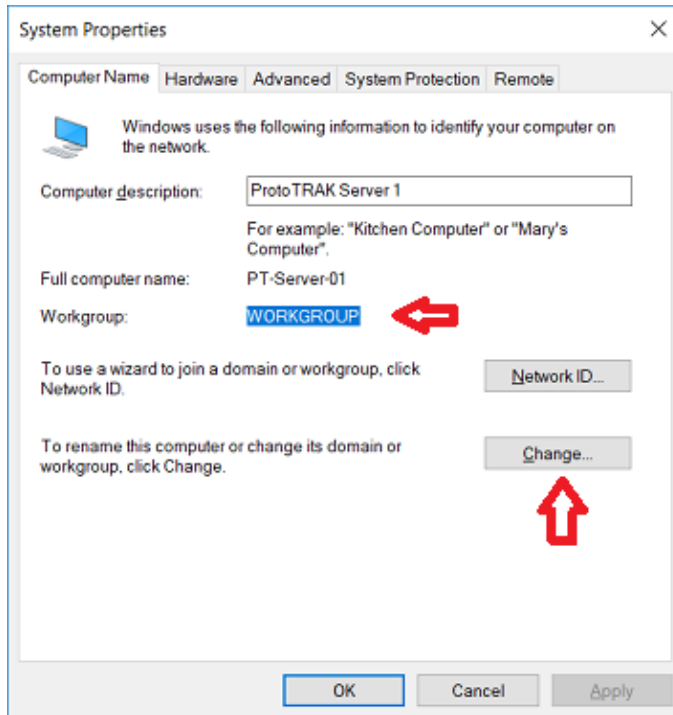 System Properties
Computer Name Hardware Advanced System Protection Remote
Windows uses the following information to identify your computer on
the network.
Computer description: ProtoTRAK Server 1
For example: "Kitchen Computer" or "Mary's
Computer".
Full computer name: PT-Server-01
Workgroup: WORKGROUP
To use a wizard to join a domain or workgroup, click
Network ID.
Network ID...
To rename this computer or change its domain or
workgroup, click Change.
Change...
OK Cancel Apply